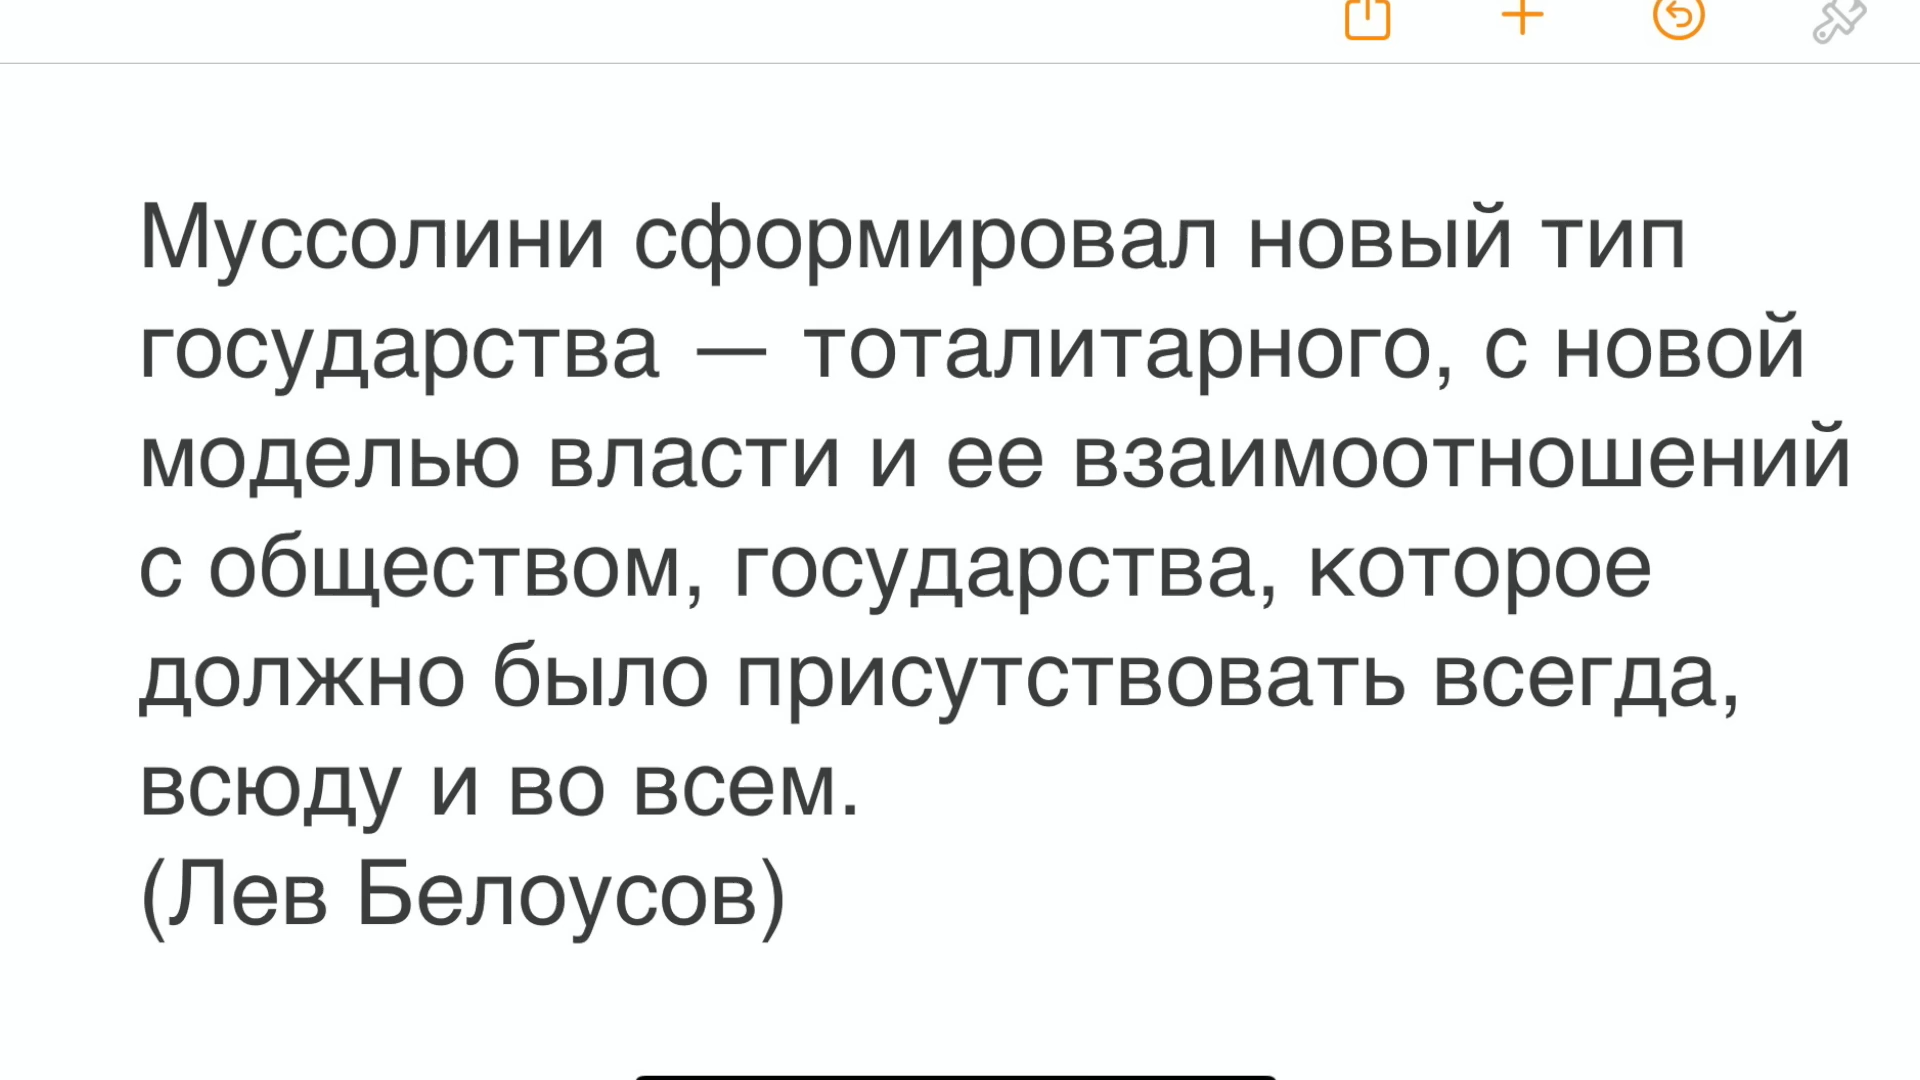 Муссолини сформировал новый тип
государства — тоталитарного, с новой
моделью власти и ее взаимоотношений
с обществом, государства, которое
должно было присутствовать всегда,
всюду и во всем.
(Лев Белоусов)